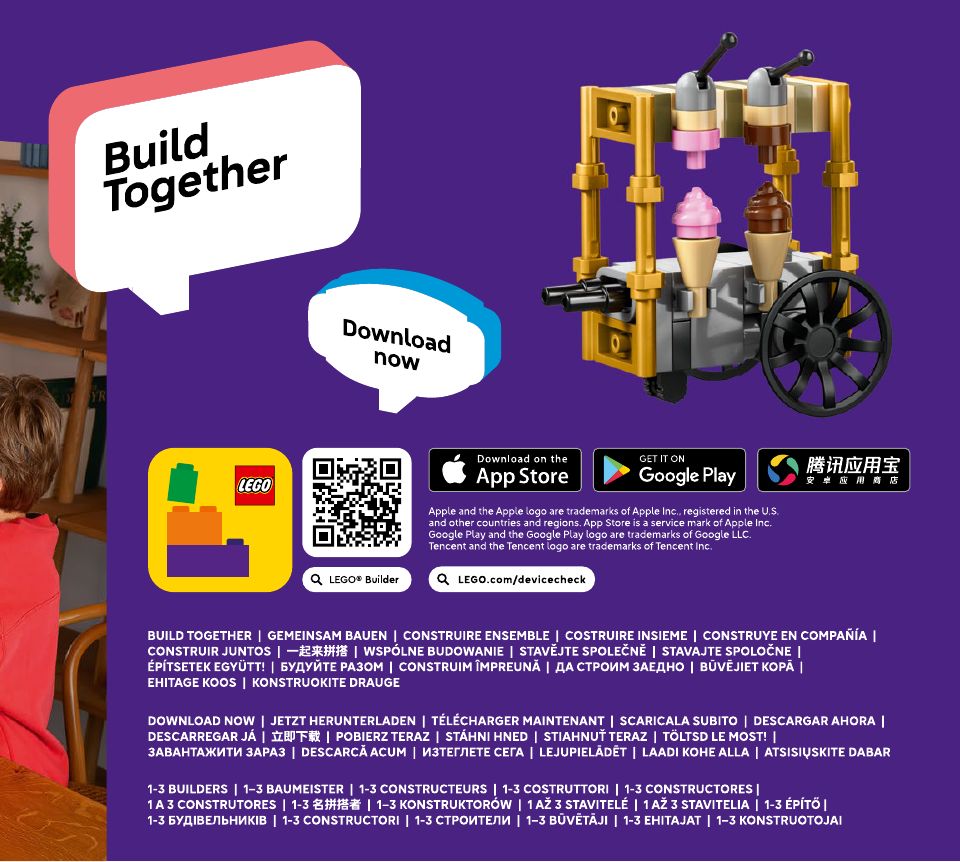 Build
Together
Download
now
LEGO
Download on the
App Store
GET IT ON
Google Play
腾讯应用宝
安卓应用商店
Apple and the Apple logo are trademarks of Apple Inc., registered in the U.S.
and other countries and regions. App Store is a service mark of Apple Inc.
Google Play and the Google Play logo are trademarks of Google LLC.
Tencent and the Tencent logo are trademarks of Tencent Inc.
LEGO® Builder
LEGO.com/devicecheck
BUILD TOGETHER | GEMEINSAM BAUEN | CONSTRUIRE ENSEMBLE | COSTRUIRE INSIEME | CONSTRUYE EN COMPAÑÍA |
CONSTRUIR JUNTOS | 一起来拼搭 | WSPÓLNE BUDOWANIE | STAVĚJTE SPOLEČNĚ | STAVAJTE SPOLOČNE |
ÉPÍTSETEK EGYÜTT! | БУДУЙТЕ РАЗОМ | CONSTRUIM ÎMPREUNĂ | ДА СТРОИМ ЗАЕДНО | BŪVĒJIET KOPĀ |
EHITAGE KOOS | KONSTRUOKITE DRAUGE
DOWNLOAD NOW | JETZT HERUNTERLADEN | TÉLÉCHARGER MAINTENANT | SCARICALA SUBITO | DESCARGAR AHORA |
DESCARREGAR JÁ | 立即下载 | POBIERZ TERAZ | STÁHNI HNED | STIAHNUŤ TERAZ | TÖLTSD LE MOST! |
ЗАВАНТАЖИТИ ЗАРАЗ | DESCARCĂ ACUM | ИЗТЕГЛЕТЕ СЕГА | LEJUPIELĀDĒT | LAADI KOHE ALLA | ATSISIŲSKITE DABAR
1-3 BUILDERS | 1–3 BAUMEISTER | 1-3 CONSTRUCTEURS | 1-3 COSTRUTTORI | 1-3 CONSTRUCTORES |
1 A 3 CONSTRUTORES | 1-3 名拼搭者 | 1–3 KONSTRUKTORÓW | 1 AŽ 3 STAVITELÉ | 1 AŽ 3 STAVITELIA | 1-3 ÉPÍTŐ |
1-3 БУДІВЕЛЬНИКІВ | 1-3 CONSTRUCTORI | 1-3 СТРОИТЕЛИ | 1–3 BŪVĒTĀJI | 1-3 EHITAJAT | 1–3 KONSTRUOTOJAI